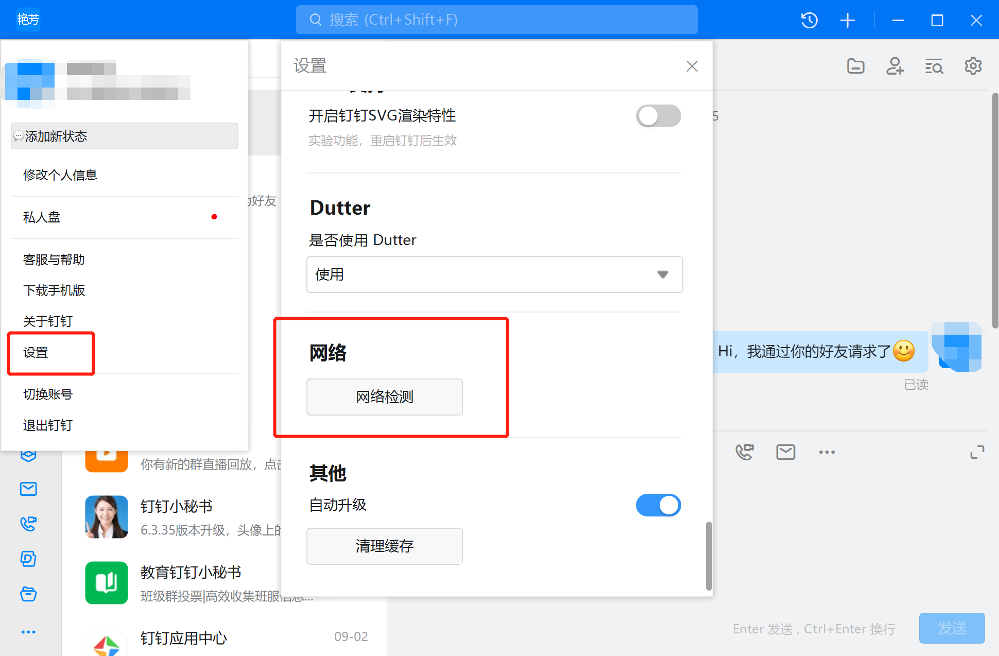 艳芳
搜索 (Ctrl+Shift+F)
添加新状态
修改个人信息
私人盘
客服与帮助
下载手机版
关于钉钉
设置
切换账号
退出钉钉
好友
你有新的群直播回放，点击
钉钉小秘书
6.3.35版本升级，头像上的
教育钉钉小秘书
班级群投票|高效收集班服信息...
钉钉应用中心
09-02
设置
开启钉钉SVG渲染特性
实验功能，重启钉钉后生效
Dutter
是否使用 Dutter
使用
网络
网络检测
其他
自动升级
清理缓存
5
Hi，我通过你的好友请求了
已读
Enter 发送 , Ctrl+Enter 换行
发送